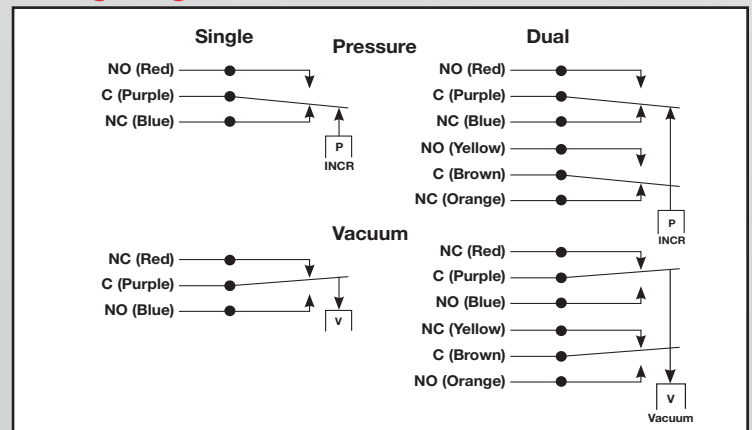 Single
Pressure
Dual
NO (Red)
C (Purple)
NC (Blue)
P
INCR
NO (Red)
C (Purple)
NC (Blue)
NO (Yellow)
C (Brown)
NC (Orange)
P
INCR
Vacuum
NC (Red)
C (Purple)
NO (Blue)
V
NC (Red)
C (Purple)
NO (Blue)
NC (Yellow)
C (Brown)
NO (Orange)
V
Vacuum